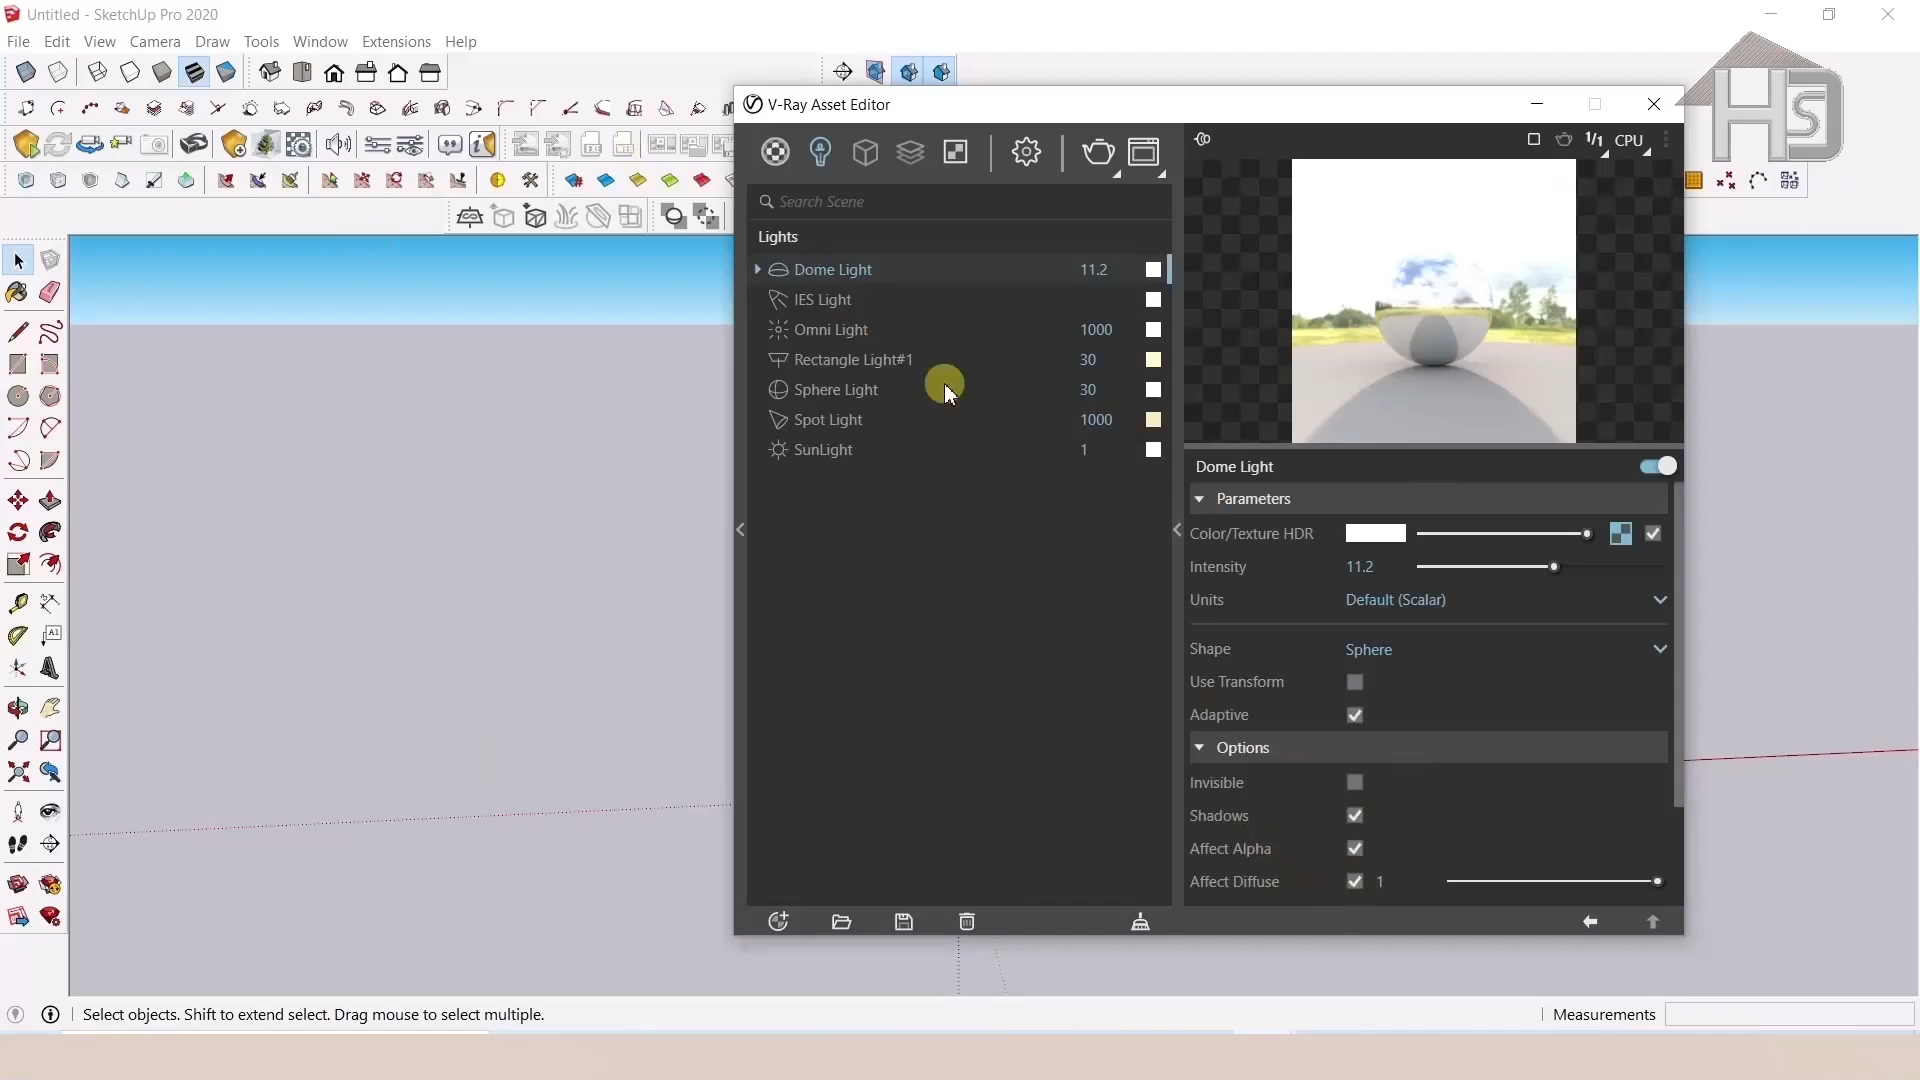 Untitled - SketchUp Pro 2020
File Edit View Camera Draw Tools Window Extensions Help
V-Ray Asset Editor
HDS
1/1 CPU
EXE WEB
Search Scene
Lights
Dome Light 11.2
IES Light
Omni Light 1000
Rectangle Light#1 30
Sphere Light 30
Spot Light 1000
SunLight 1
Dome Light
Parameters
Color/Texture HDR
Intensity 11.2
Units Default (Scalar)
Shape Sphere
Use Transform
Adaptive
Options
Invisible
Shadows
Affect Alpha
Affect Diffuse 1
A1
Select objects. Shift to extend select. Drag mouse to select multiple.
Measurements